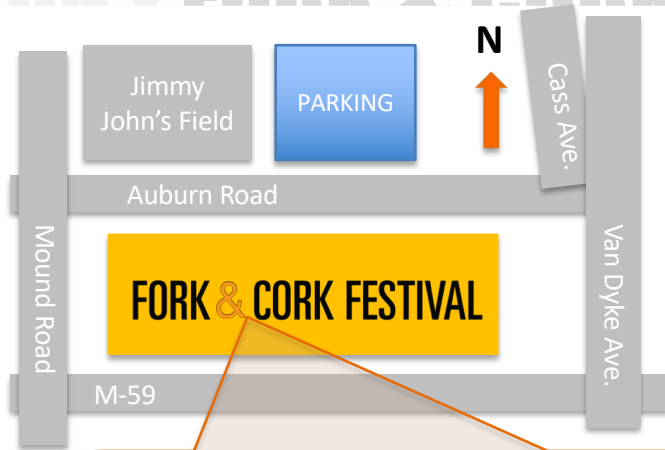 N
Jimmy
John's Field
PARKING
Cass Ave.
Auburn Road
Mound Road
FORK & CORK FESTIVAL
Van Dyke Ave.
M-59